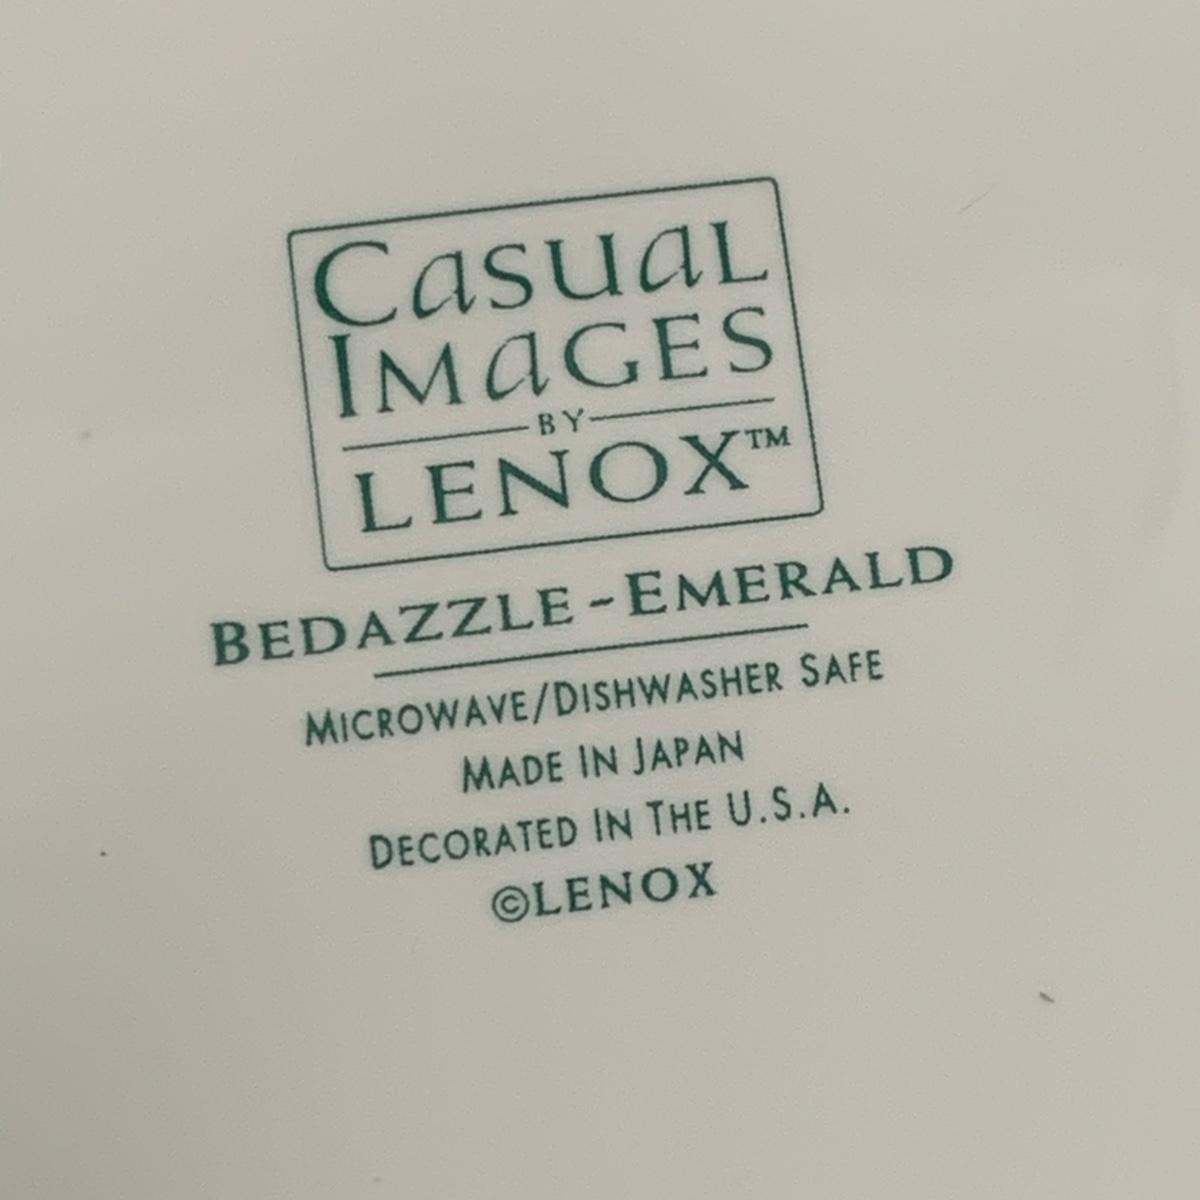 Casual
Images
BY
LENOX™
BEDAZZLE - EMERALD
MICROWAVE/DISHWASHER SAFE
MADE IN JAPAN
DECORATED IN THE U.S.A.
©LENOX